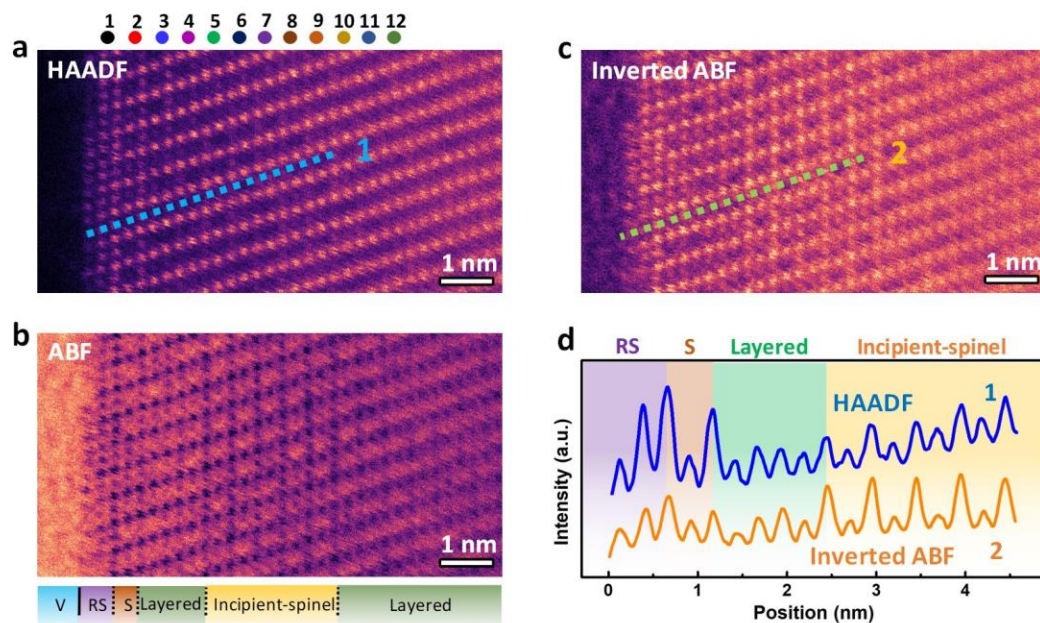 1 2 3 4 5 6 7 8 9 10 11 12
a
HAADF
1
1 nm
c
Inverted ABF
2
1 nm
b
ABF
1 nm
V RS S Layered Incipient-spinel Layered
d
RS S Layered Incipient-spinel
HAADF 1
Inverted ABF 2
Intensity (a.u.)
0 1 2 3 4
Position (nm)